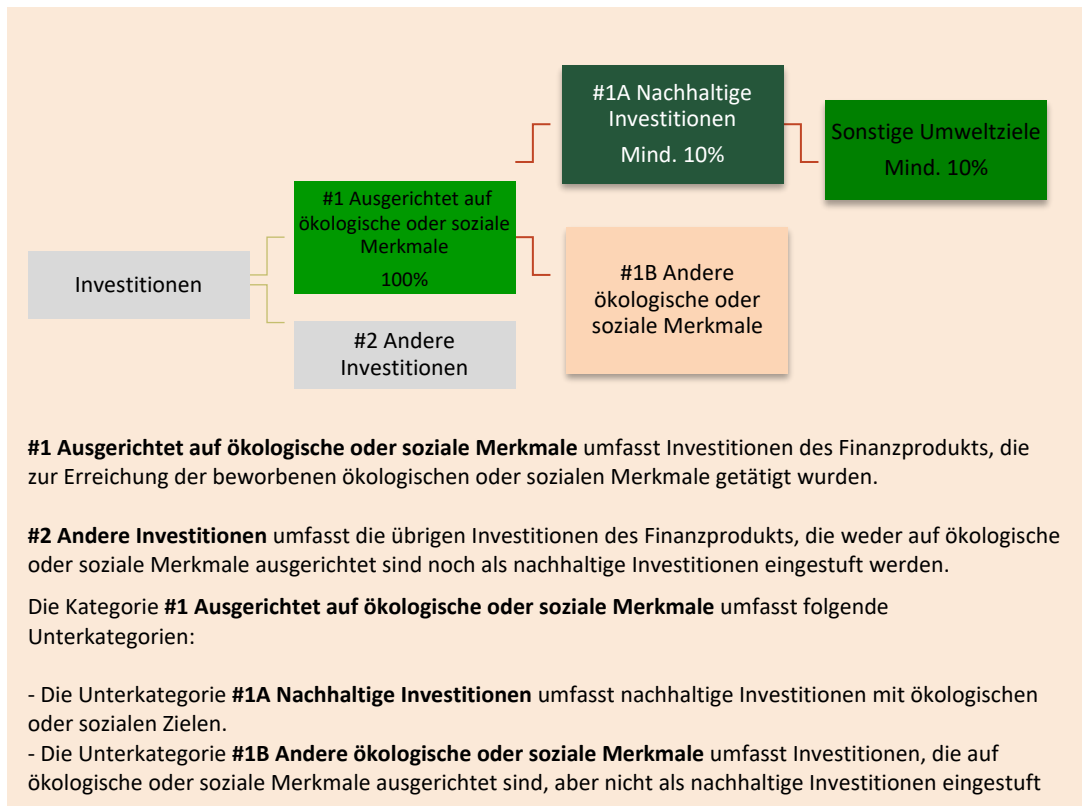 #1A Nachhaltige
Investitionen
Mind. 10%
Sonstige Umweltziele
Mind. 10%
#1 Ausgerichtet auf
ökologische oder soziale
Merkmale
100%
#1B Andere
ökologische oder
soziale Merkmale
Investitionen
#2 Andere
Investitionen
#1 Ausgerichtet auf ökologische oder soziale Merkmale umfasst Investitionen des Finanzprodukts, die
zur Erreichung der beworbenen ökologischen oder sozialen Merkmale getätigt wurden.
#2 Andere Investitionen umfasst die übrigen Investitionen des Finanzprodukts, die weder auf ökologische
oder soziale Merkmale ausgerichtet sind noch als nachhaltige Investitionen eingestuft werden.
Die Kategorie #1 Ausgerichtet auf ökologische oder soziale Merkmale umfasst folgende
Unterkategorien:
- Die Unterkategorie #1A Nachhaltige Investitionen umfasst nachhaltige Investitionen mit ökologischen
oder sozialen Zielen.
- Die Unterkategorie #1B Andere ökologische oder soziale Merkmale umfasst Investitionen, die auf
ökologische oder soziale Merkmale ausgerichtet sind, aber nicht als nachhaltige Investitionen eingestuft